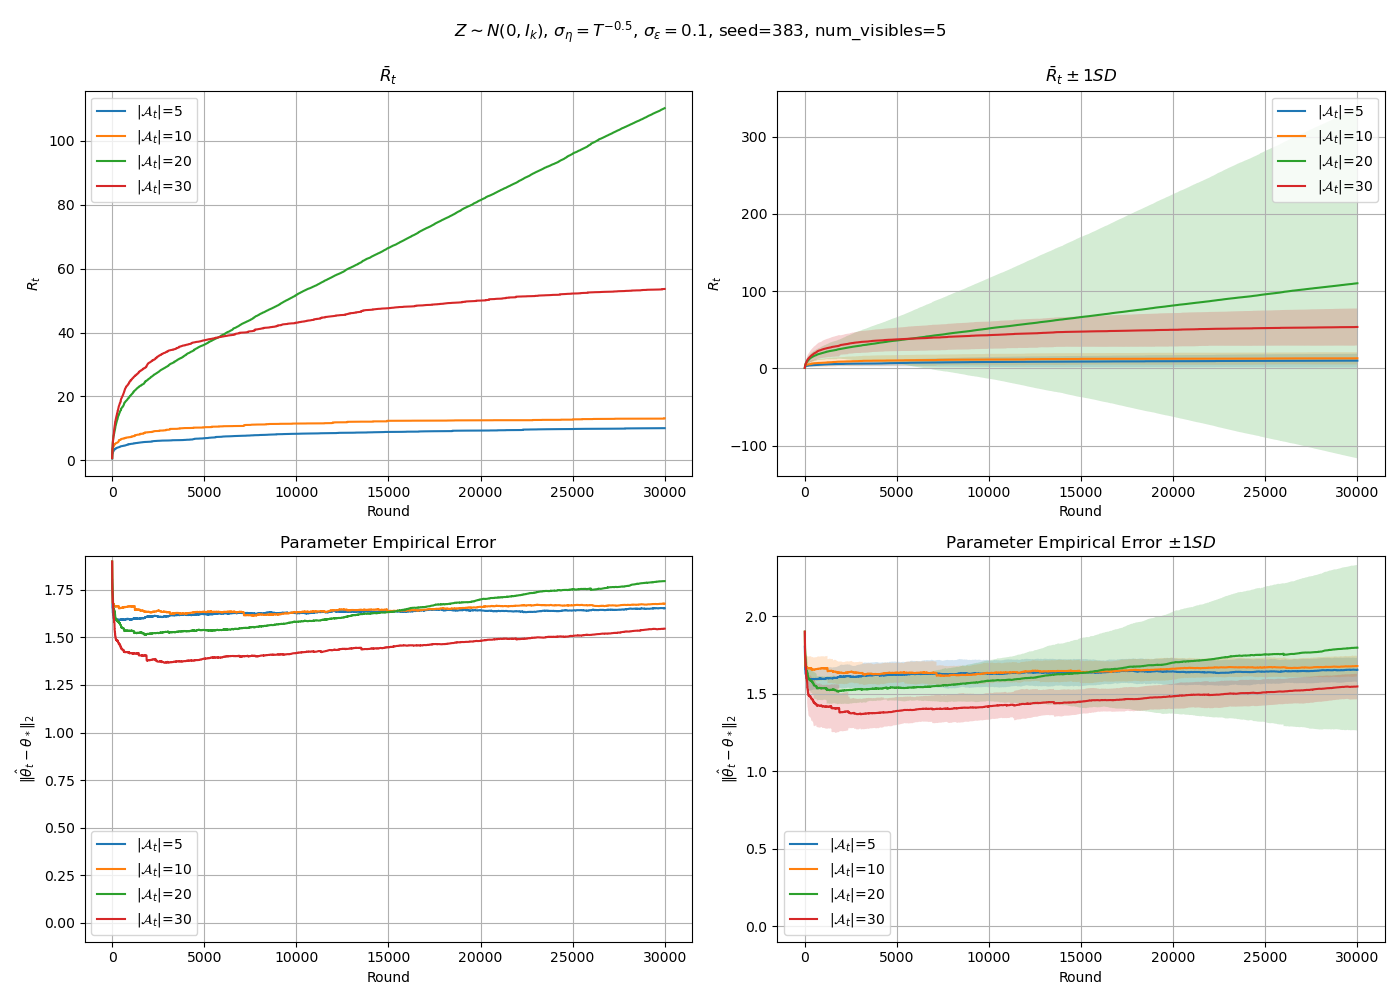 Z ∼ N(0, I_k), σ_η = T^{−0.5}, σ_ε = 0.1, seed=383, num_visibles=5
R̄_t
R_t
100
80
60
40
20
0
|𝒜_t|=5
|𝒜_t|=10
|𝒜_t|=20
|𝒜_t|=30
0 5000 10000 15000 20000 25000 30000
Round
R̄_t ± 1SD
R_t
300
200
100
0
−100
|𝒜_t|=5
|𝒜_t|=10
|𝒜_t|=20
|𝒜_t|=30
0 5000 10000 15000 20000 25000 30000
Round
Parameter Empirical Error
‖θ̂_t − θ_*‖_2
1.75
1.50
1.25
1.00
0.75
0.50
0.25
0.00
|𝒜_t|=5
|𝒜_t|=10
|𝒜_t|=20
|𝒜_t|=30
0 5000 10000 15000 20000 25000 30000
Round
Parameter Empirical Error ±1SD
‖θ̂_t − θ_*‖_2
2.0
1.5
1.0
0.5
0.0
|𝒜_t|=5
|𝒜_t|=10
|𝒜_t|=20
|𝒜_t|=30
0 5000 10000 15000 20000 25000 30000
Round